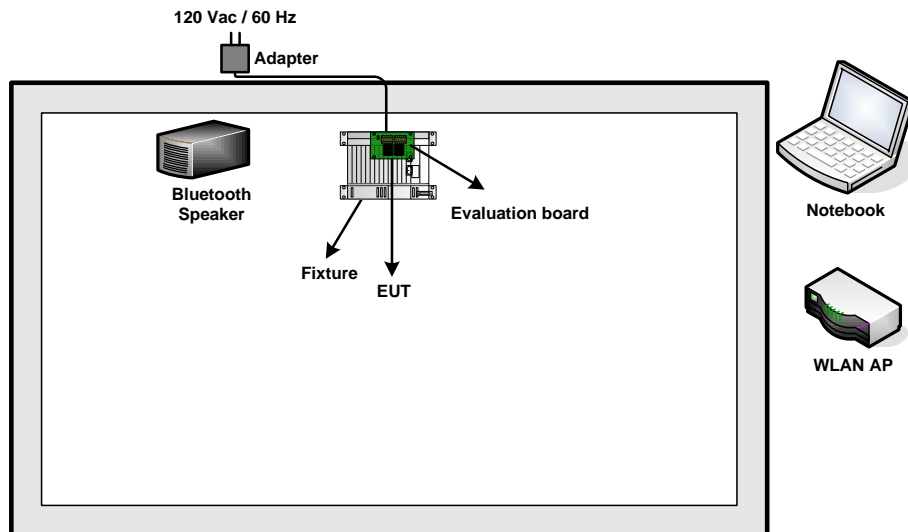 120 Vac / 60 Hz
Adapter
Bluetooth
Speaker
Evaluation board
Fixture
EUT
Notebook
WLAN AP